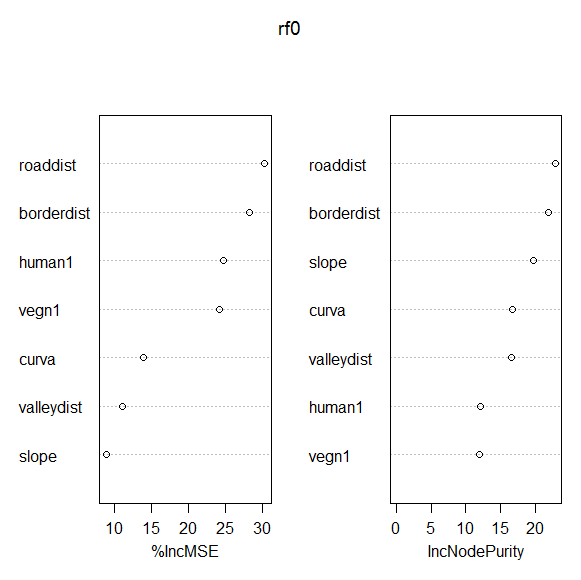 rf0
roaddist
borderdist
human1
vegn1
curva
valleydist
slope
10 15 20 25 30
%IncMSE
roaddist
borderdist
slope
curva
valleydist
human1
vegn1
0 5 10 15 20
IncNodePurity